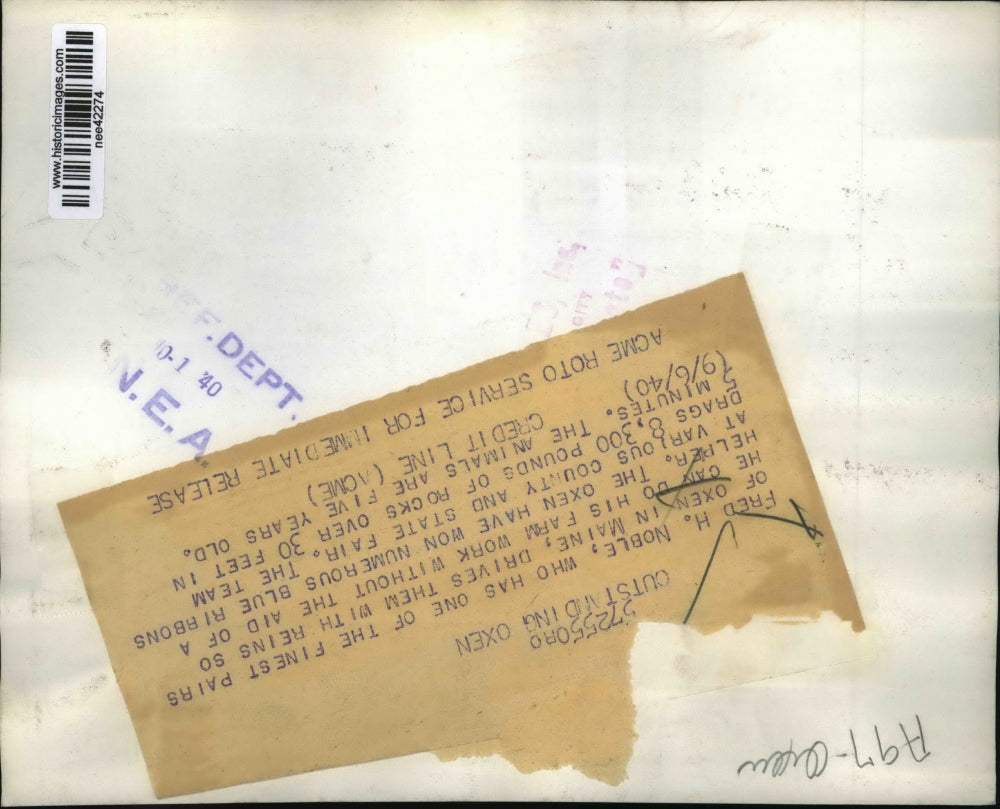 www.historicimages.com
nee42274
REF. DEPT.
'40
N.E.A.
OUTSTANDING OXEN
FRED H. NOBLE, WHO HAS ONE OF THE FINEST PAIRS
OF OXEN IN MAINE, DRIVES THEM WITH REINS SO
HE CAN DO HIS FARM WORK WITHOUT THE AID OF A
HELPER. THE OXEN HAVE WON NUMEROUS BLUE RIBBONS
AT VARIOUS COUNTY AND STATE FAIR. THE TEAM
DRAGS 8,300 POUNDS OF ROCKS OVER 30 FEET IN
5 MINUTES. THE ANIMALS ARE FIVE YEARS OLD.
(9/6/40) CREDIT LINE (ACME)
ACME ROTO SERVICE FOR IMMEDIATE RELEASE
A97-Oxen